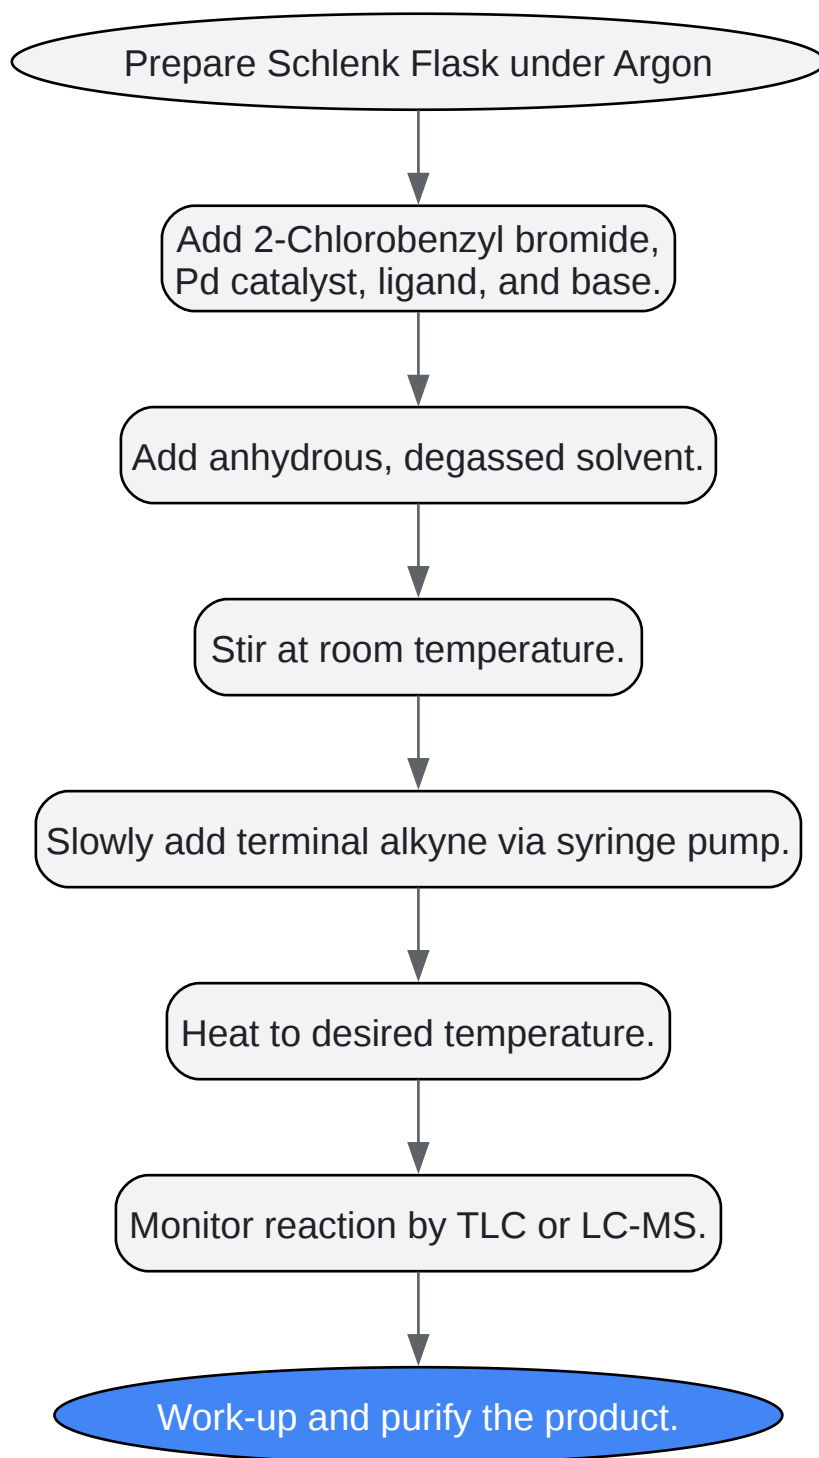 Prepare Schlenk Flask under Argon
Add 2-Chlorobenzyl bromide,
Pd catalyst, ligand, and base.
Add anhydrous, degassed solvent.
Stir at room temperature.
Slowly add terminal alkyne via syringe pump.
Heat to desired temperature.
Monitor reaction by TLC or LC-MS.
Work-up and purify the product.